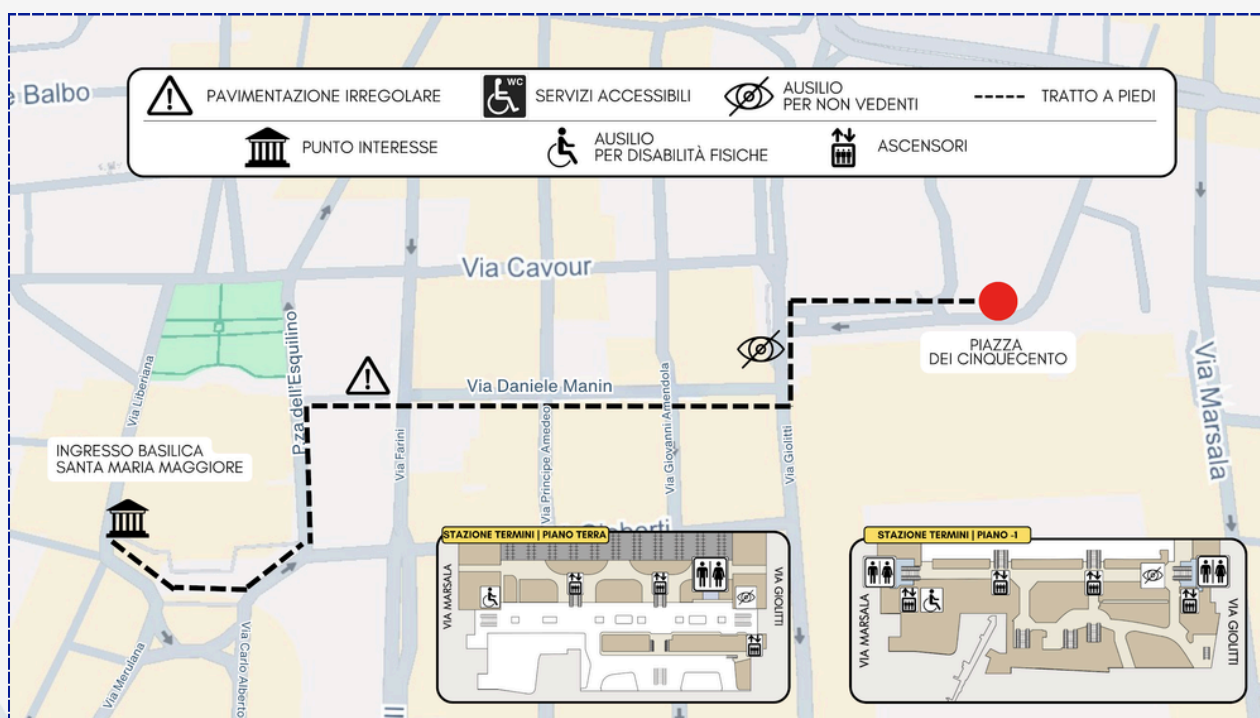 e Balbo
PAVIMENTAZIONE IRREGOLARE
WC
SERVIZI ACCESSIBILI
AUSILIO
PER NON VEDENTI
TRATTO A PIEDI
PUNTO INTERESSE
AUSILIO
PER DISABILITÀ FISICHE
ASCENSORI
Via Cavour
PIAZZA
DEI CINQUECENTO
Via Liberiana
P.za dell'Esquilino
Via Daniele Manin
Via Farini
Via Principe Amedeo
Via Giovanni Amendola
Via Giolitti
Via Marsala
INGRESSO BASILICA
SANTA MARIA MAGGIORE
Via Merulana
Via Carlo Alberto
STAZIONE TERMINI | PIANO TERRA
VIA MARSALA
VIA GIOLITTI
STAZIONE TERMINI | PIANO -1
VIA MARSALA
VIA GIOLITTI